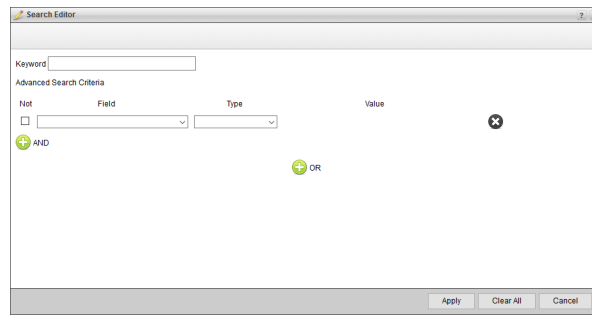 Search Editor ?
Keyword
Advanced Search Criteria
Not Field Type Value
AND
OR
Apply Clear All Cancel